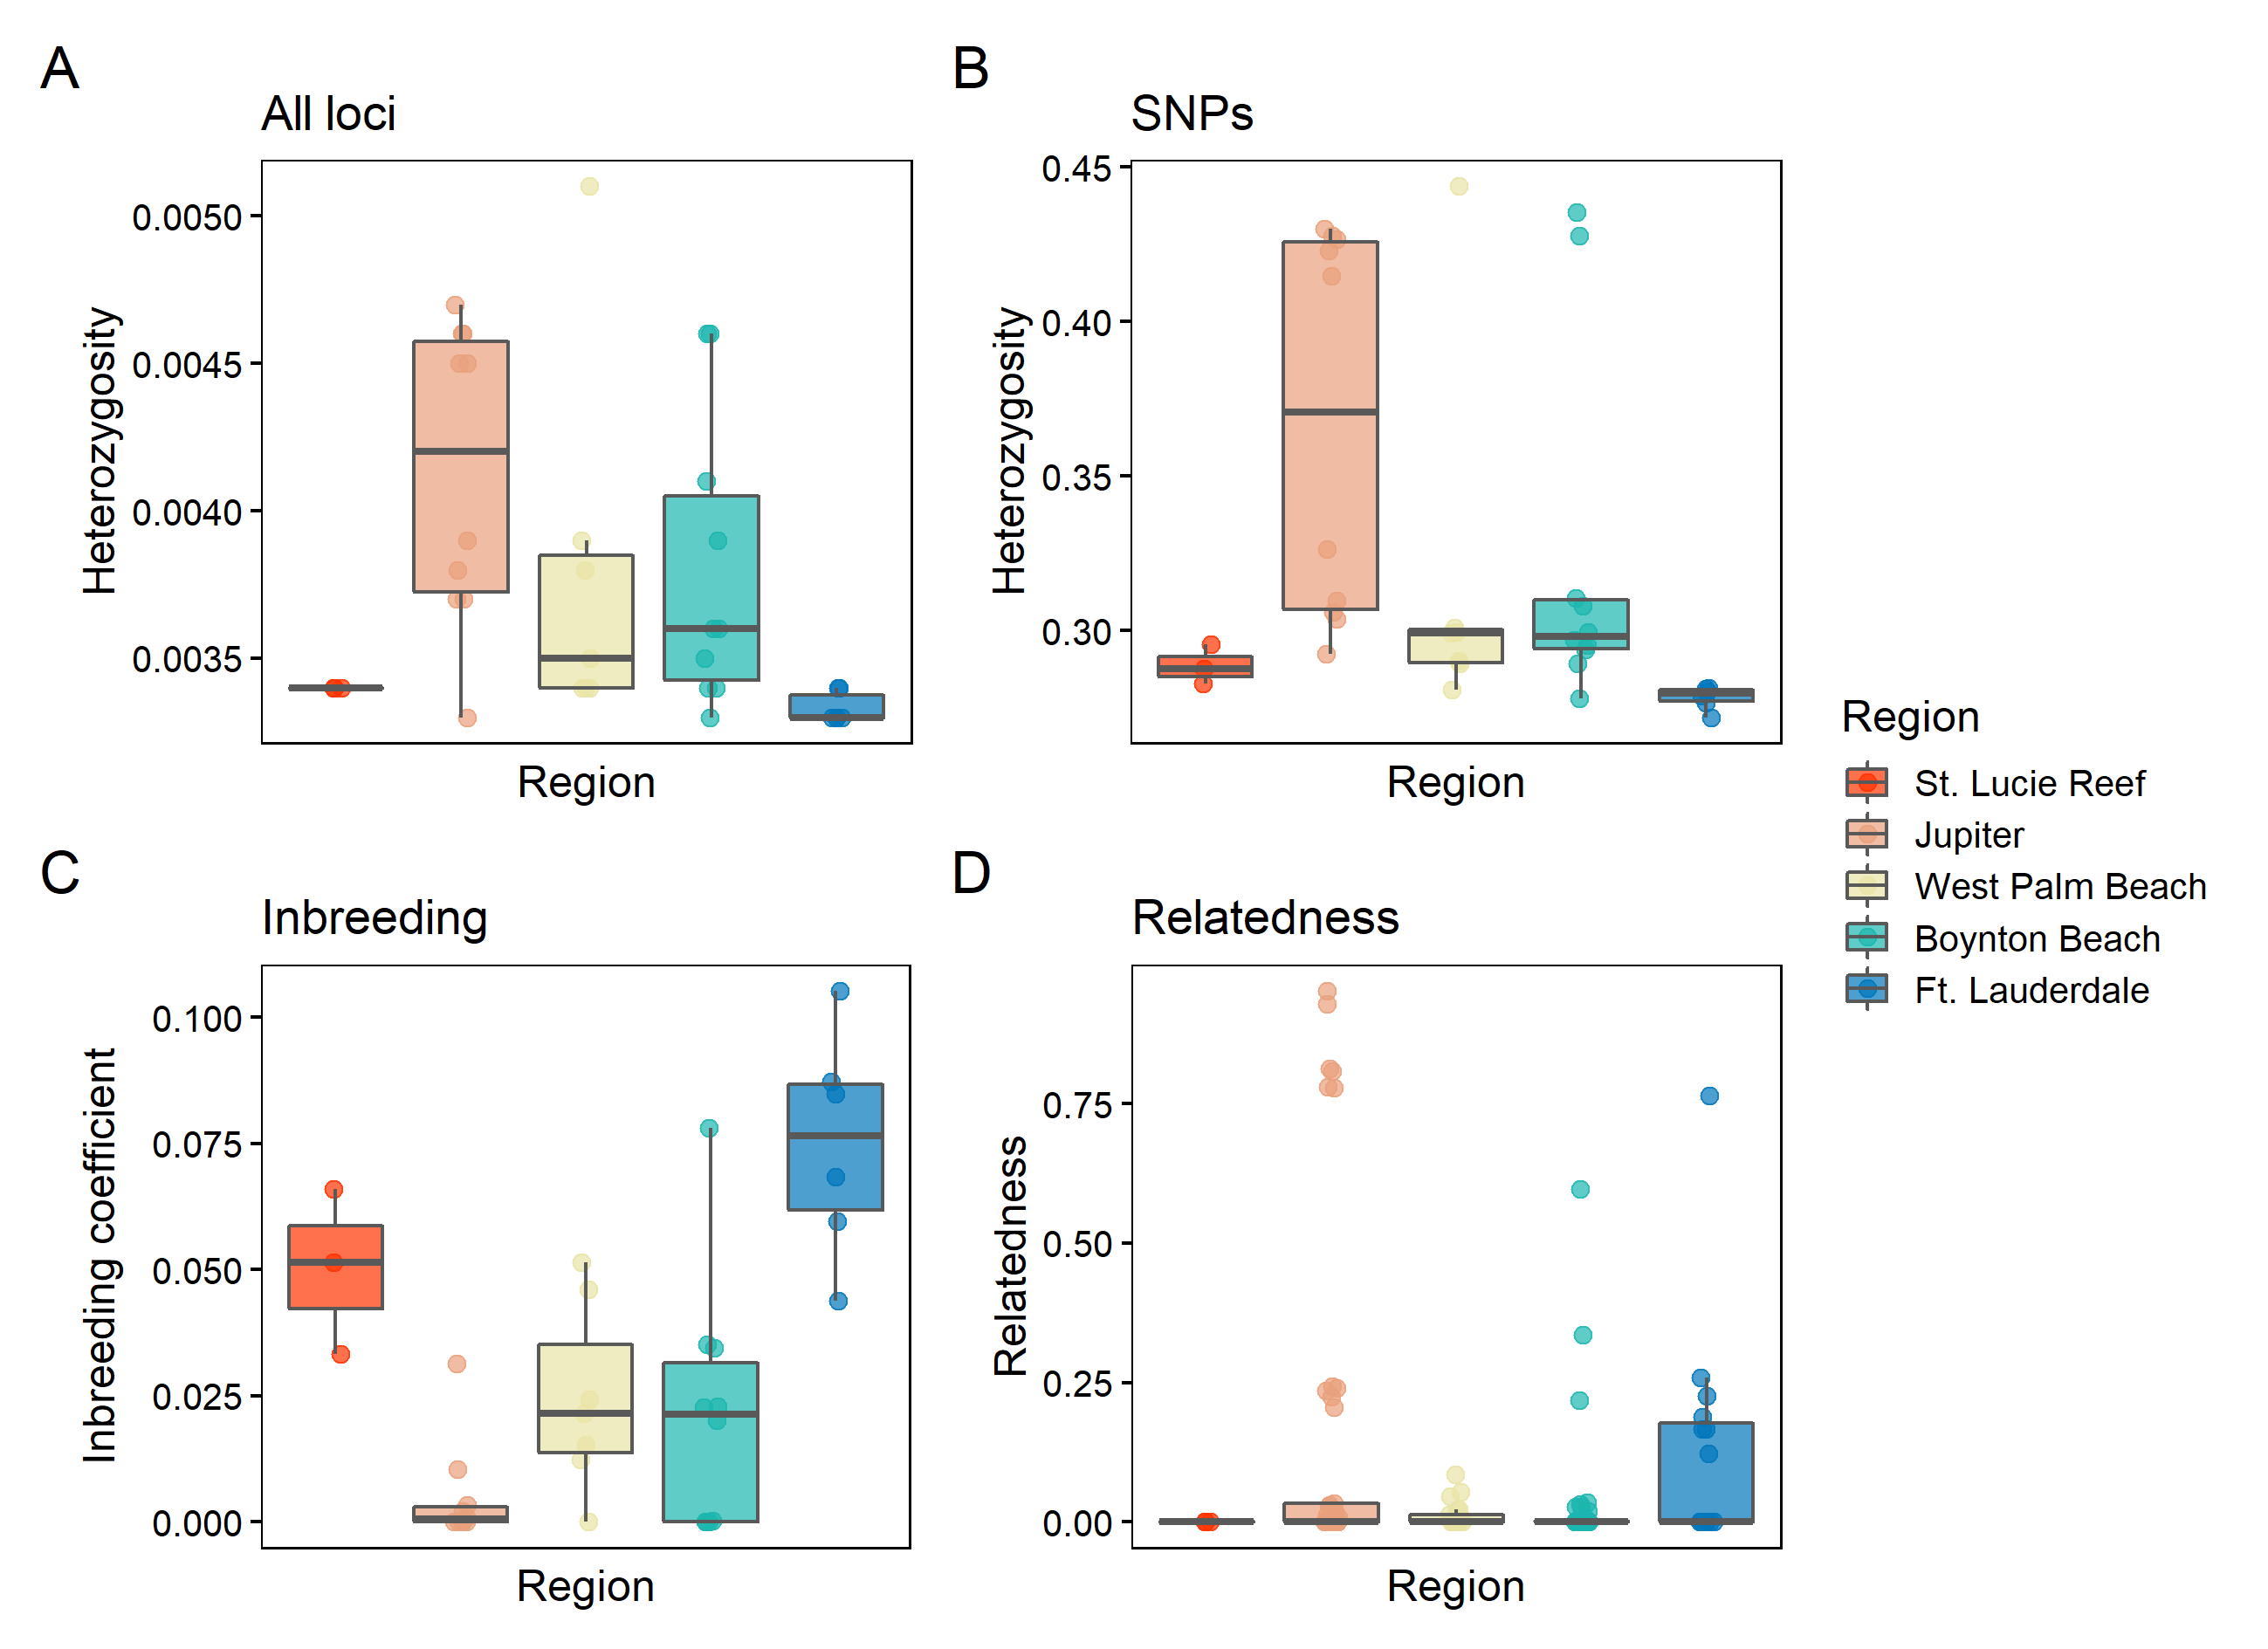 A
All loci
Heterozygosity
0.0050
0.0045
0.0040
0.0035
Region
B
SNPs
Heterozygosity
0.45
0.40
0.35
0.30
Region
C
Inbreeding
Inbreeding coefficient
0.100
0.075
0.050
0.025
0.000
Region
D
Relatedness
Relatedness
0.75
0.50
0.25
0.00
Region
Region
St. Lucie Reef
Jupiter
West Palm Beach
Boynton Beach
Ft. Lauderdale